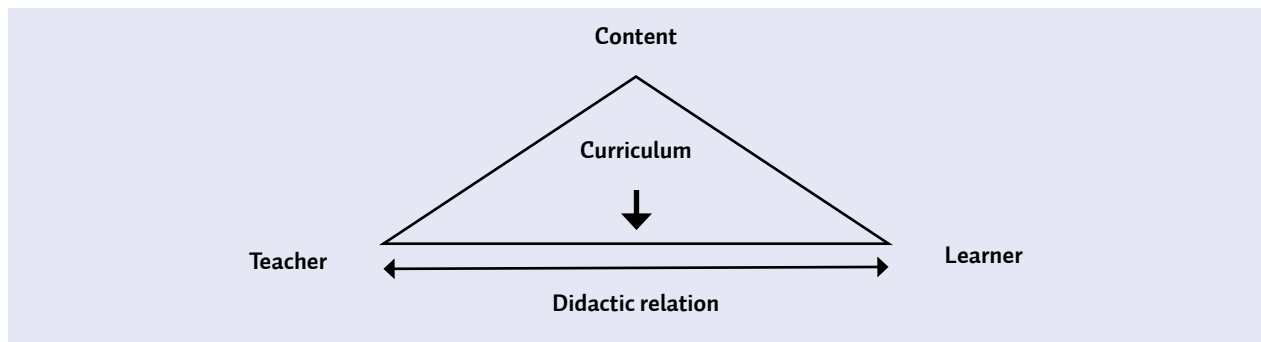 Content
Curriculum
Teacher
Learner
Didactic relation